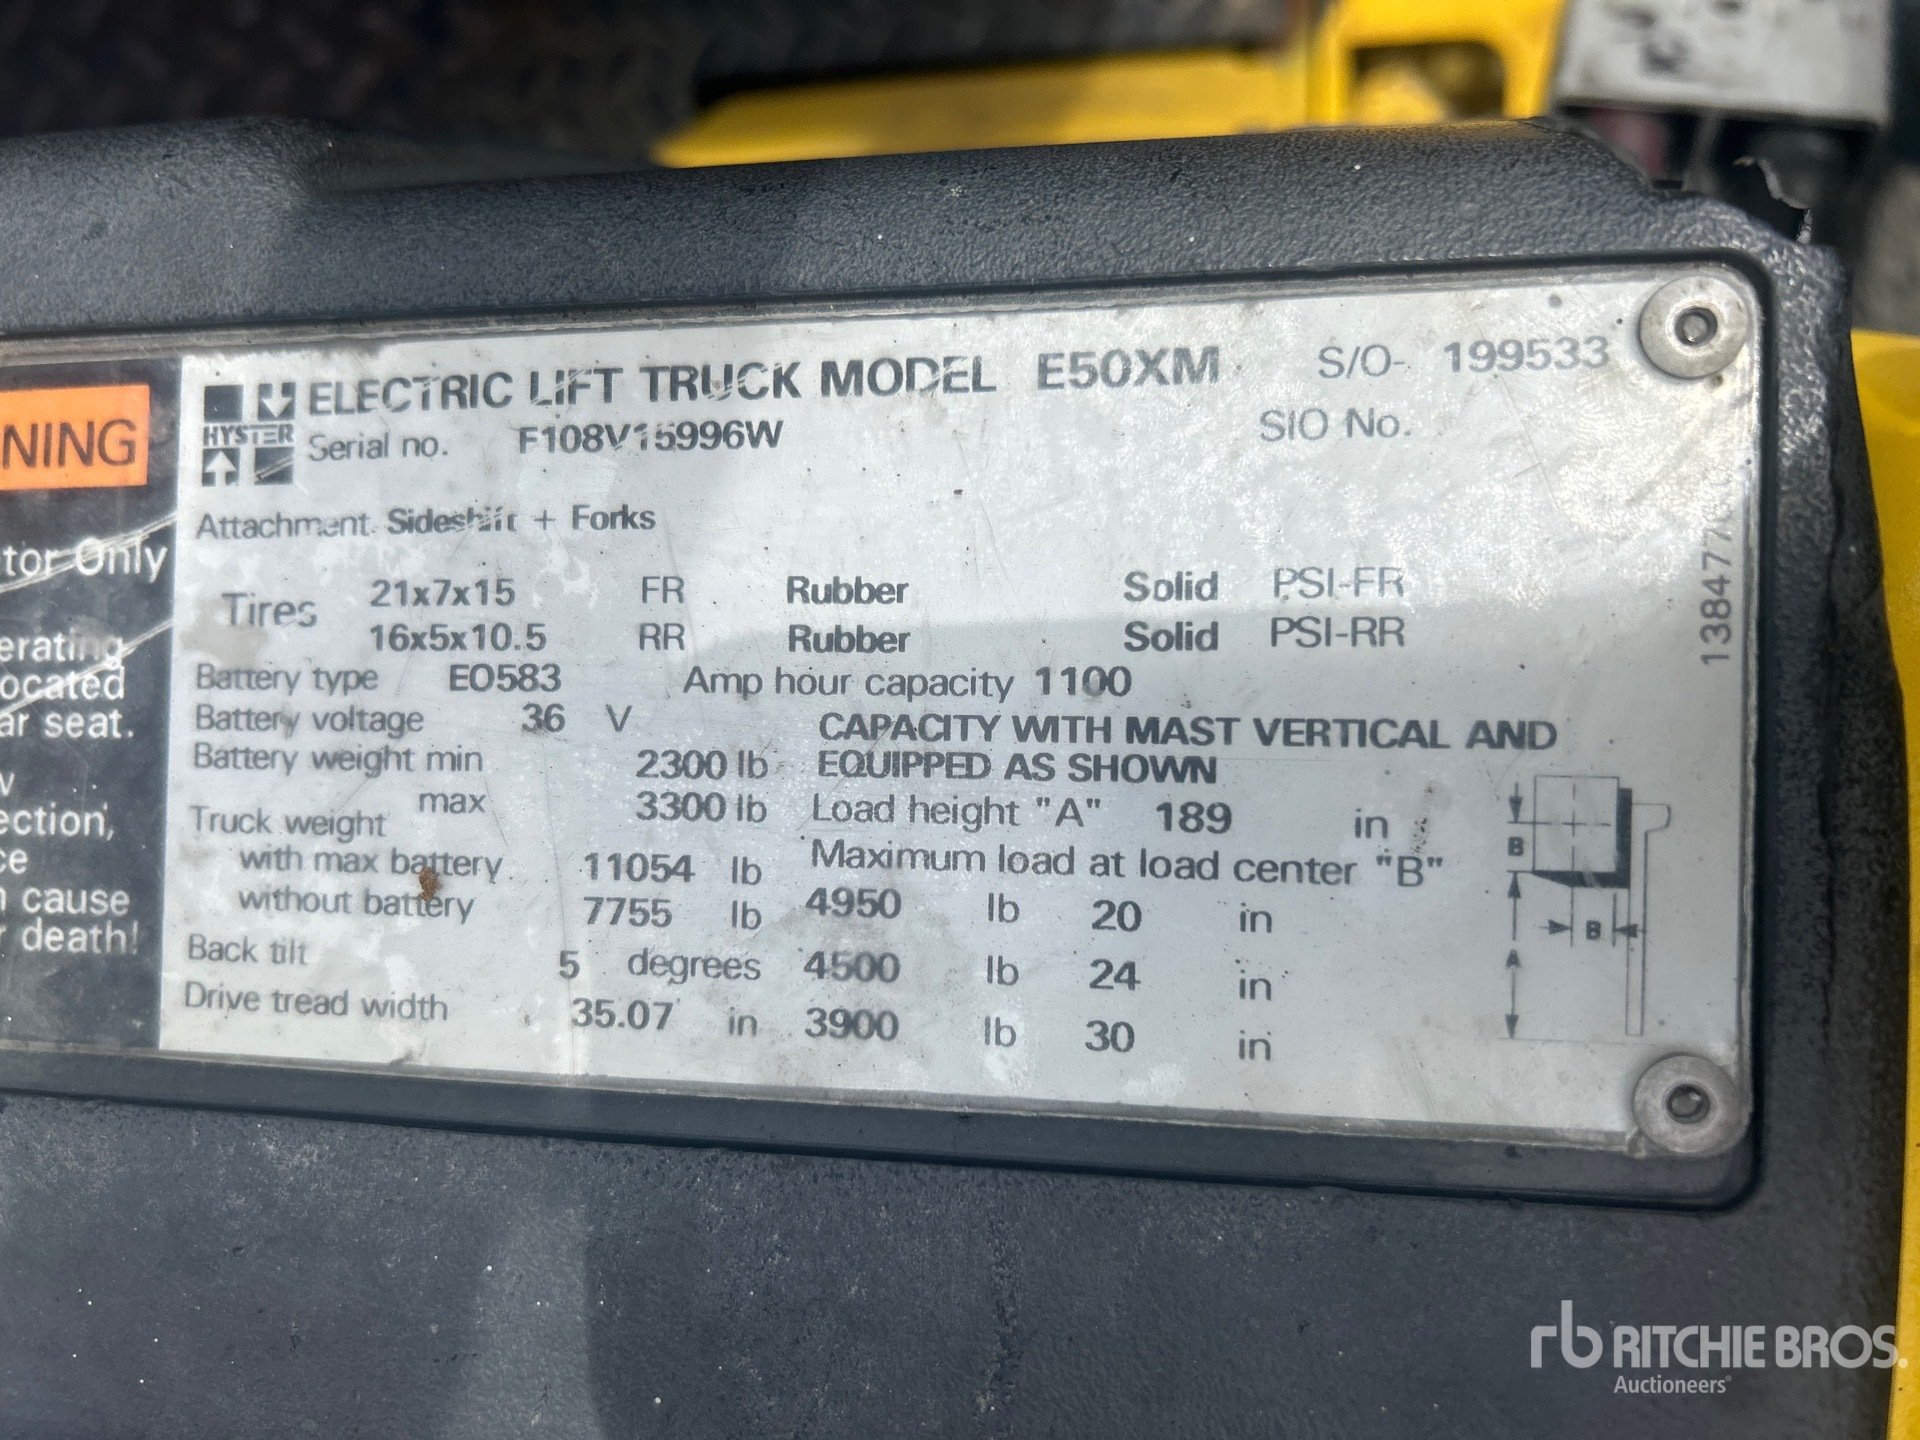 NING
tor Only
erating
ocated
ar seat.
ection,
ce
cause
death!
HYSTER
ELECTRIC LIFT TRUCK MODEL E50XM S/O- 199533
Serial no. F108V15996W SIO No.
Attachment Sideshift + Forks
Tires 21x7x15 FR Rubber Solid PSI-FR
16x5x10.5 RR Rubber Solid PSI-RR
Battery type EO583 Amp hour capacity 1100
Battery voltage 36 V
Battery weight min 2300 lb
max 3300 lb
Truck weight
with max battery 11054 lb
without battery 7755 lb
Back tilt 5 degrees
Drive tread width 35.07 in
CAPACITY WITH MAST VERTICAL AND
EQUIPPED AS SHOWN
Load height "A" 189 in
Maximum load at load center "B"
4950 lb 20 in
4500 lb 24 in
3900 lb 30 in
B
B
A
1384777
rb RITCHIE BROS.
Auctioneers